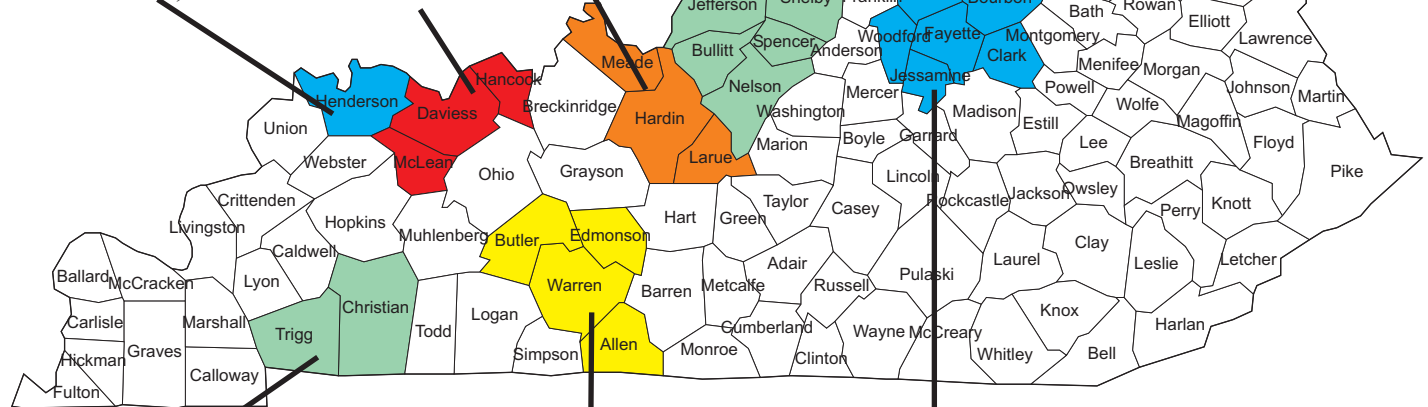 Jefferson
Shelby
Franklin
Bourbon
Bath
Rowan
Elliott
Lawrence
Bullitt
Spencer
Anderson
Woodford
Fayette
Clark
Montgomery
Menifee
Morgan
Meade
Hancock
Breckinridge
Nelson
Washington
Mercer
Jessamine
Madison
Powell
Wolfe
Magoffin
Johnson
Martin
Henderson
Daviess
Hardin
Union
Webster
McLean
Ohio
Grayson
Larue
Marion
Boyle
Garrard
Estill
Lee
Breathitt
Floyd
Pike
Crittenden
Livingston
Hopkins
Muhlenberg
Butler
Edmonson
Hart
Green
Taylor
Casey
Lincoln
Rockcastle
Jackson
Owsley
Perry
Knott
Ballard
McCracken
Caldwell
Lyon
Christian
Warren
Barren
Metcalfe
Adair
Russell
Pulaski
Laurel
Clay
Leslie
Letcher
Carlisle
Marshall
Trigg
Todd
Logan
Simpson
Allen
Monroe
Cumberland
Clinton
Wayne
McCreary
Whitley
Knox
Bell
Harlan
Hickman
Graves
Calloway
Fulton